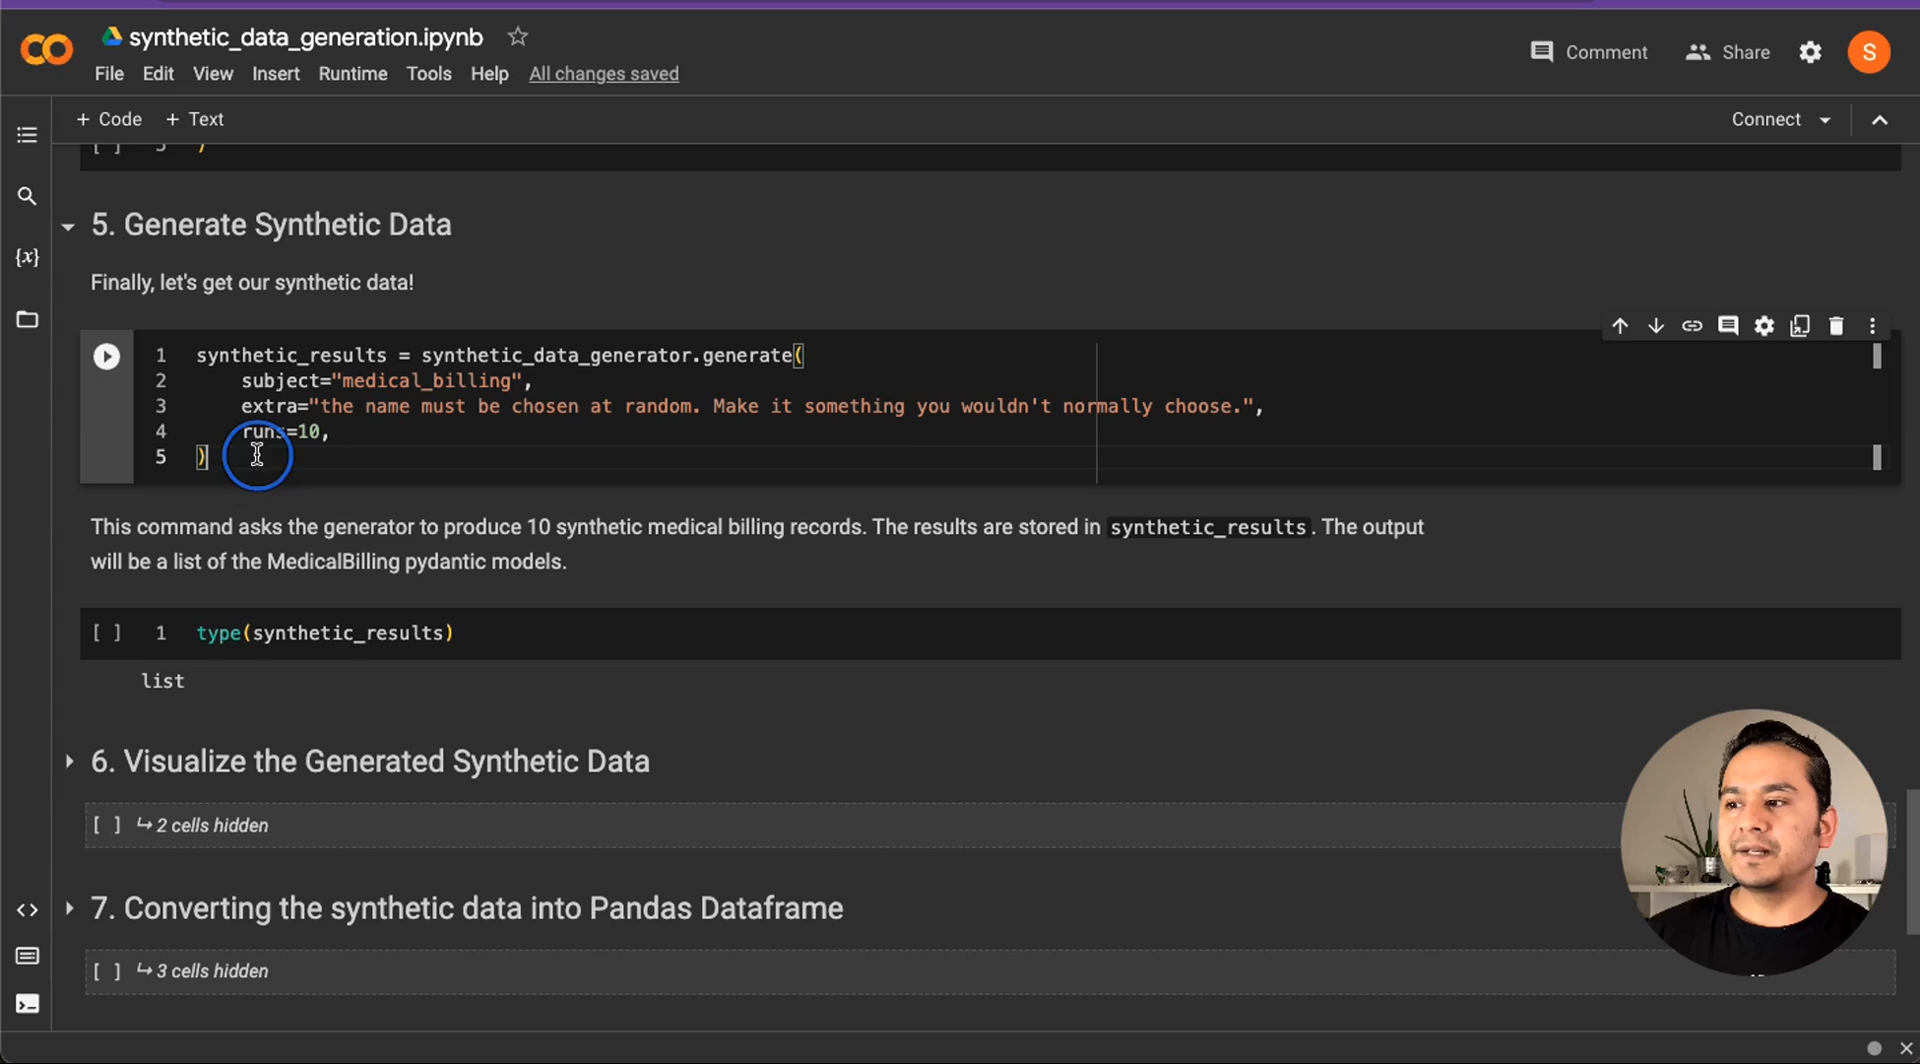 synthetic_data_generation.ipynb
File Edit View Insert Runtime Tools Help All changes saved
Comment Share S
+ Code + Text
Connect
[ ] 5 )
5. Generate Synthetic Data
Finally, let's get our synthetic data!
1 synthetic_results = synthetic_data_generator.generate(
2 subject="medical_billing",
3 extra="the name must be chosen at random. Make it something you wouldn't normally choose.",
4 runs=10,
5 )
This command asks the generator to produce 10 synthetic medical billing records. The results are stored in synthetic_results. The output
will be a list of the MedicalBilling pydantic models.
[ ] 1 type(synthetic_results)
list
6. Visualize the Generated Synthetic Data
[ ] ↳ 2 cells hidden
7. Converting the synthetic data into Pandas Dataframe
[ ] ↳ 3 cells hidden